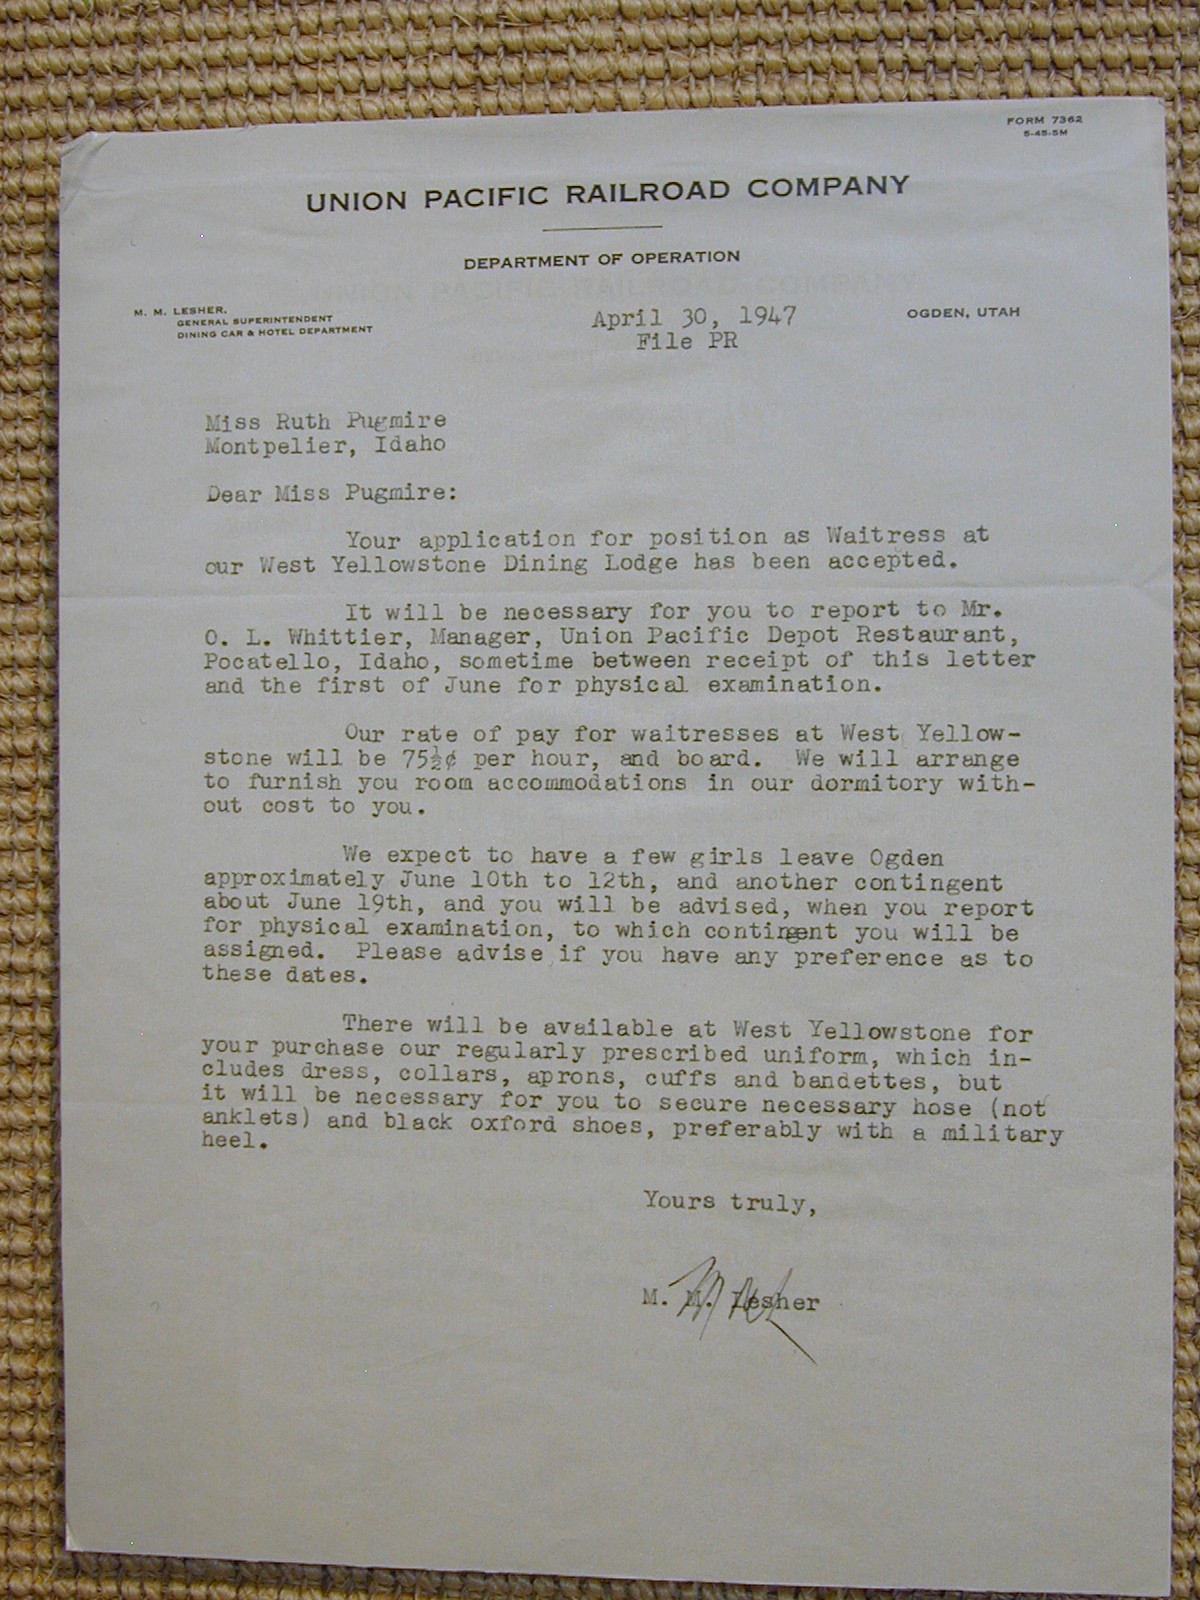 FORM 7362
5-45-5M
UNION PACIFIC RAILROAD COMPANY
DEPARTMENT OF OPERATION
M. M. LESHER,
GENERAL SUPERINTENDENT
DINING CAR & HOTEL DEPARTMENT
April 30, 1947
File PR
OGDEN, UTAH
Miss Ruth Pugmire
Montpelier, Idaho
Dear Miss Pugmire:
Your application for position as Waitress at
our West Yellowstone Dining Lodge has been accepted.
It will be necessary for you to report to Mr.
O. L. Whittier, Manager, Union Pacific Depot Restaurant,
Pocatello, Idaho, sometime between receipt of this letter
and the first of June for physical examination.
Our rate of pay for waitresses at West Yellow-
stone will be 75½¢ per hour, and board. We will arrange
to furnish you room accommodations in our dormitory with-
out cost to you.
We expect to have a few girls leave Ogden
approximately June 10th to 12th, and another contingent
about June 19th, and you will be advised, when you report
for physical examination, to which contingent you will be
assigned. Please advise if you have any preference as to
these dates.
There will be available at West Yellowstone for
your purchase our regularly prescribed uniform, which in-
cludes dress, collars, aprons, cuffs and bandettes, but
it will be necessary for you to secure necessary hose (not
anklets) and black oxford shoes, preferably with a military
heel.
Yours truly,
M. M. Lesher